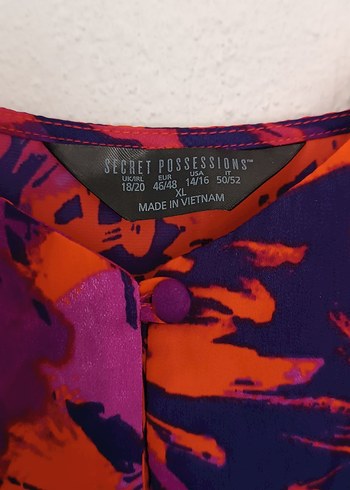 SECRET POSSESSIONS™
UK/IRL EUR USA IT
18/20 46/48 14/16 50/52
XL
MADE IN VIETNAM